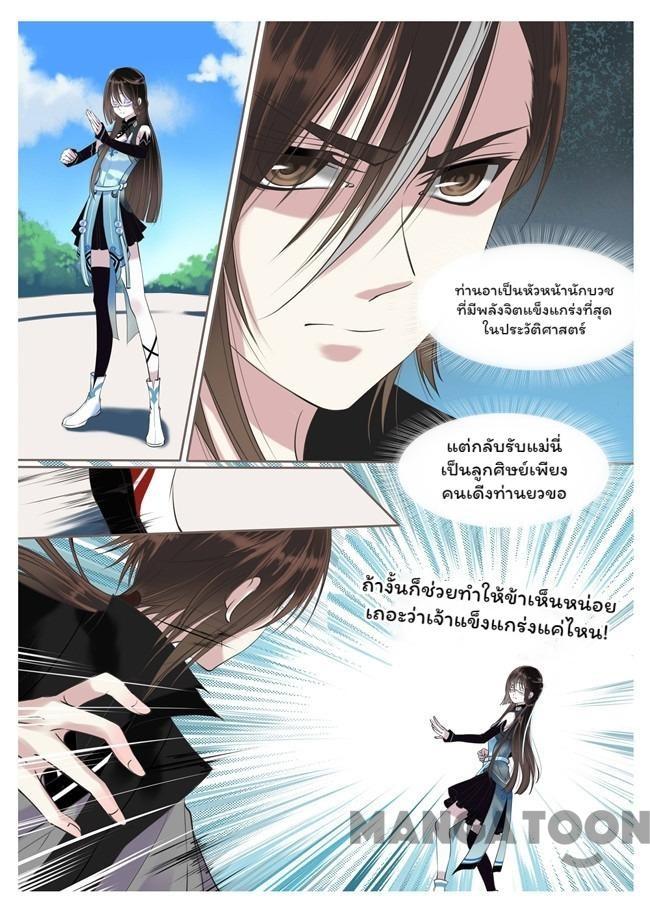 ท่านอาเป็นหัวหน้านักบวช
ที่มีพลังจิตแข็งแกร่งที่สุด
ในประวัติศาสตร์
แต่กลับรับแม่นี่
เป็นลูกศิษย์เพียง
คนเดึงท่านยวขอ
ถ้างั้นก็ช่วยทำให้ข้าเห็นหน่อย
เถอะว่าเจ้าแข็งแกร่งแค่ไหน!
MANGATOON